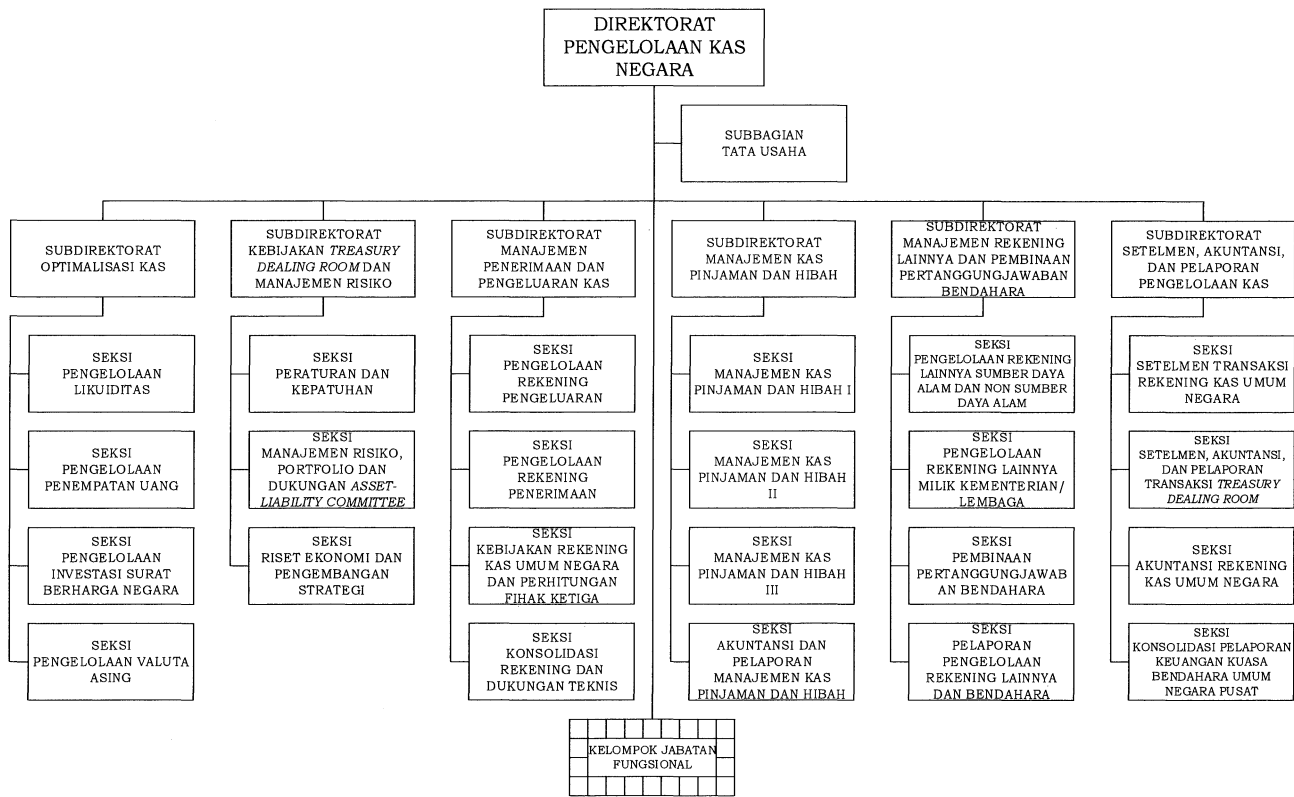 DIREKTORAT
PENGELOLAAN KAS
NEGARA
SUBBAGIAN
TATA USAHA
SUBDIREKTORAT
OPTIMALISASI KAS
SEKSI
PENGELOLAAN
LIKUIDITAS
SEKSI
PENGELOLAAN
PENEMPATAN UANG
SEKSI
PENGELOLAAN
INVESTASI SURAT
BERHARGA NEGARA
SEKSI
PENGELOLAAN VALUTA
ASING
SUBDIREKTORAT
KEBIJAKAN TREASURY
DEALING ROOM DAN
MANAJEMEN RISIKO
SEKSI
PERATURAN DAN
KEPATUHAN
SEKSI
MANAJEMEN RISIKO,
PORTFOLIO DAN
DUKUNGAN ASSET-
LIABILITY COMMITTEE
SEKSI
RISET EKONOMI DAN
PENGEMBANGAN
STRATEGI
SUBDIREKTORAT
MANAJEMEN
PENERIMAAN DAN
PENGELUARAN KAS
SEKSI
PENGELOLAAN
REKENING
PENGELUARAN
SEKSI
PENGELOLAAN
REKENING
PENERIMAAN
SEKSI
KEBIJAKAN REKENING
KAS UMUM NEGARA
DAN PERHITUNGAN
FIHAK KETIGA
SEKSI
KONSOLIDASI
REKENING DAN
DUKUNGAN TEKNIS
SUBDIREKTORAT
MANAJEMEN KAS
PINJAMAN DAN HIBAH
SEKSI
MANAJEMEN KAS
PINJAMAN DAN HIBAH I
SEKSI
MANAJEMEN KAS
PINJAMAN DAN HIBAH
II
SEKSI
MANAJEMEN KAS
PINJAMAN DAN HIBAH
III
SEKSI
AKUNTANSI DAN
PELAPORAN
MANAJEMEN KAS
PINJAMAN DAN HIBAH
SUBDIREKTORAT
MANAJEMEN REKENING
LAINNYA DAN PEMBINAAN
PERTANGGUNGJAWABAN
BENDAHARA
SEKSI
PENGELOLAAN REKENING
LAINNYA SUMBER DAYA
ALAM DAN NON SUMBER
DAYA ALAM
SEKSI
PENGELOLAAN
REKENING LAINNYA
MILIK KEMENTERIAN/
LEMBAGA
SEKSI
PEMBINAAN
PERTANGGUNGJAWAB
AN BENDAHARA
SEKSI
PELAPORAN
PENGELOLAAN
REKENING LAINNYA
DAN BENDAHARA
SUBDIREKTORAT
SETELMEN, AKUNTANSI,
DAN PELAPORAN
PENGELOLAAN KAS
SEKSI
SETELMEN TRANSAKSI
REKENING KAS UMUM
NEGARA
SEKSI
SETELMEN, AKUNTANSI,
DAN PELAPORAN
TRANSAKSI TREASURY
DEALING ROOM
SEKSI
AKUNTANSI REKENING
KAS UMUM NEGARA
SEKSI
KONSOLIDASI PELAPORAN
KEUANGAN KUASA
BENDAHARA UMUM
NEGARA PUSAT
KELOMPOK JABATAN
FUNGSIONAL